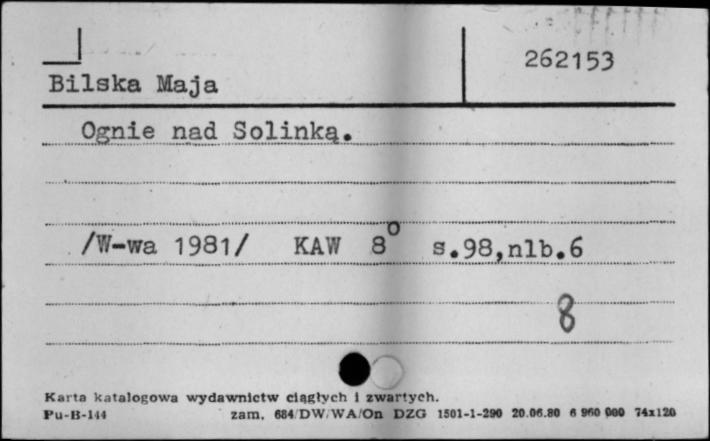 262153
Bilska Maja
Ognie nad Solinką.
/W-wa 1981/ KAW 8° s.98,nlb.6
8
Karta katalogowa wydawnictw ciągłych i zwartych.
Pu-B-144 zam. 684/DW/WA/On DZG 1501-1-290 20.06.80 6 960 000 74x120